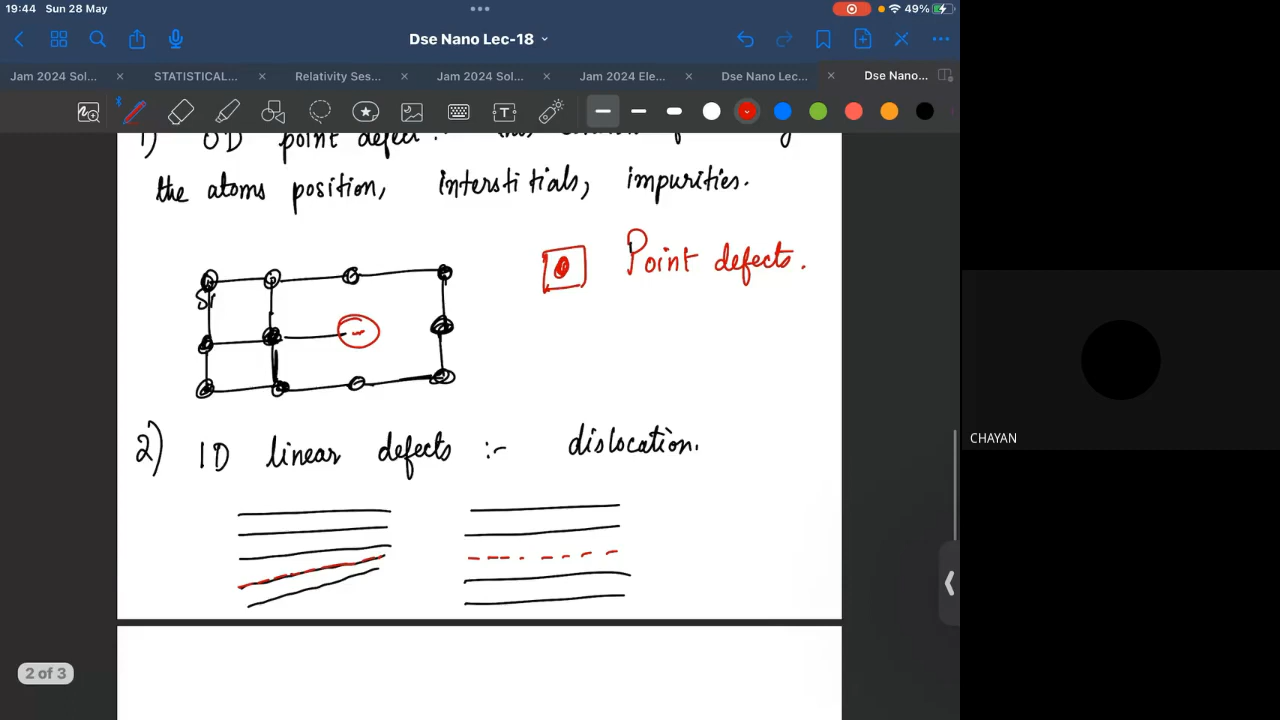 19:44 Sun 28 May
49%
Dse Nano Lec-18
Jam 2024 Sol...
STATISTICAL...
Relativity Ses...
Jam 2024 Sol...
Jam 2024 Ele...
Dse Nano Lec...
Dse Nano...
1) 0D point defect :-
the atoms position, interstitials, impurities.
Point defects.
Si
2) 1D linear defects :- dislocation.
2 of 3
CHAYAN